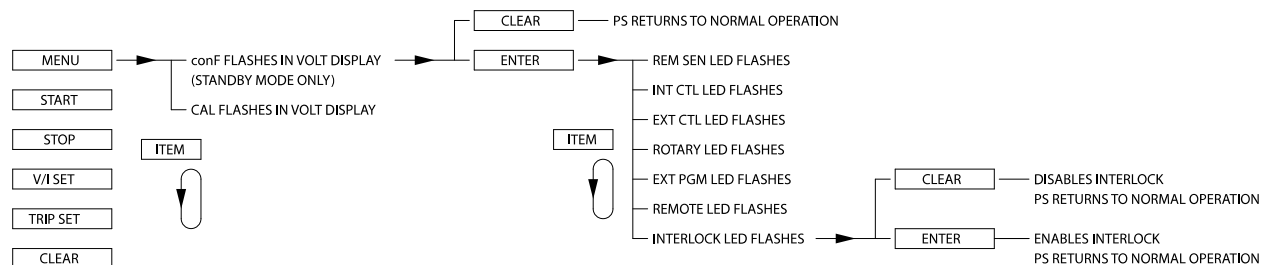 CLEAR
PS RETURNS TO NORMAL OPERATION
MENU
conF FLASHES IN VOLT DISPLAY
(STANDBY MODE ONLY)
ENTER
REM SEN LED FLASHES
START
CAL FLASHES IN VOLT DISPLAY
INT CTL LED FLASHES
EXT CTL LED FLASHES
STOP
ITEM
ITEM
ROTARY LED FLASHES
V/I SET
EXT PGM LED FLASHES
CLEAR
DISABLES INTERLOCK
PS RETURNS TO NORMAL OPERATION
TRIP SET
REMOTE LED FLASHES
INTERLOCK LED FLASHES
ENTER
ENABLES INTERLOCK
PS RETURNS TO NORMAL OPERATION
CLEAR